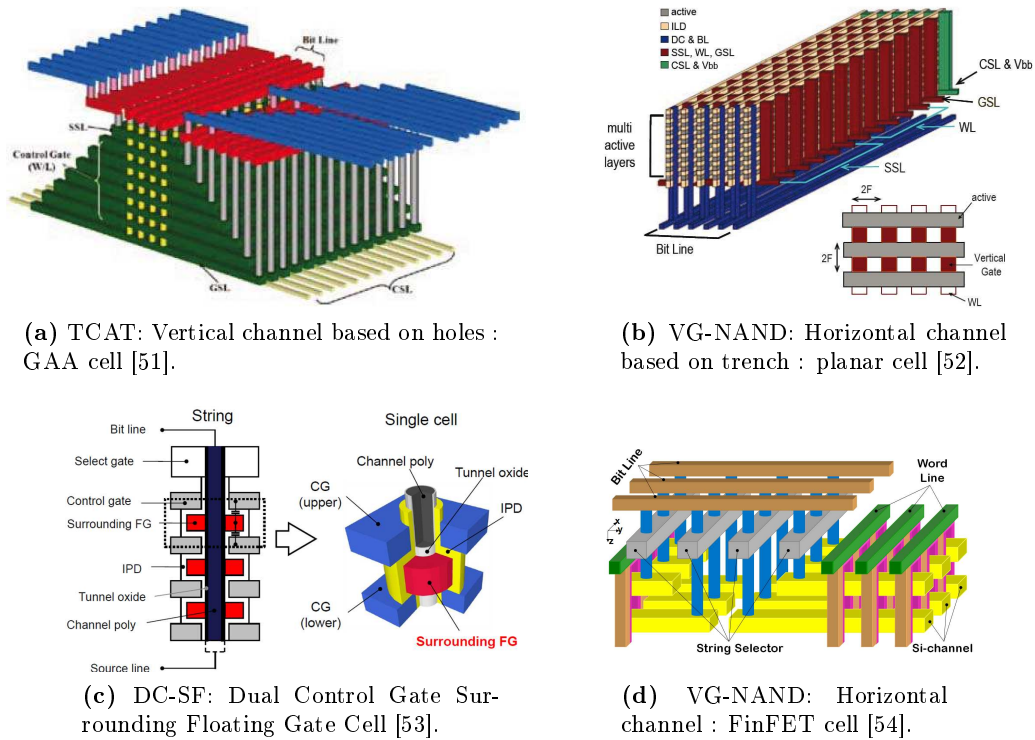 Bit Line
SSL
Control Gate
(W/L)
GSL
CSL
(a) TCAT: Vertical channel based on holes :
GAA cell [51].
active
ILD
DC & BL
SSL, WL, GSL
CSL & Vbb
CSL & Vbb
GSL
WL
SSL
multi
active
layers
Bit Line
2F
active
2F
Vertical
Gate
WL
(b) VG-NAND: Horizontal channel
based on trench : planar cell [52].
String
Bit line
Select gate
Control gate
Surrounding FG
IPD
Tunnel oxide
Channel poly
Source line
Single cell
Channel poly
Tunnel oxide
CG
(upper)
IPD
CG
(lower)
Surrounding FG
(c) DC-SF: Dual Control Gate Sur-
rounding Floating Gate Cell [53].
Bit Line
Word
Line
x
y
z
String Selector
Si-channel
(d) VG-NAND: Horizontal
channel : FinFET cell [54].